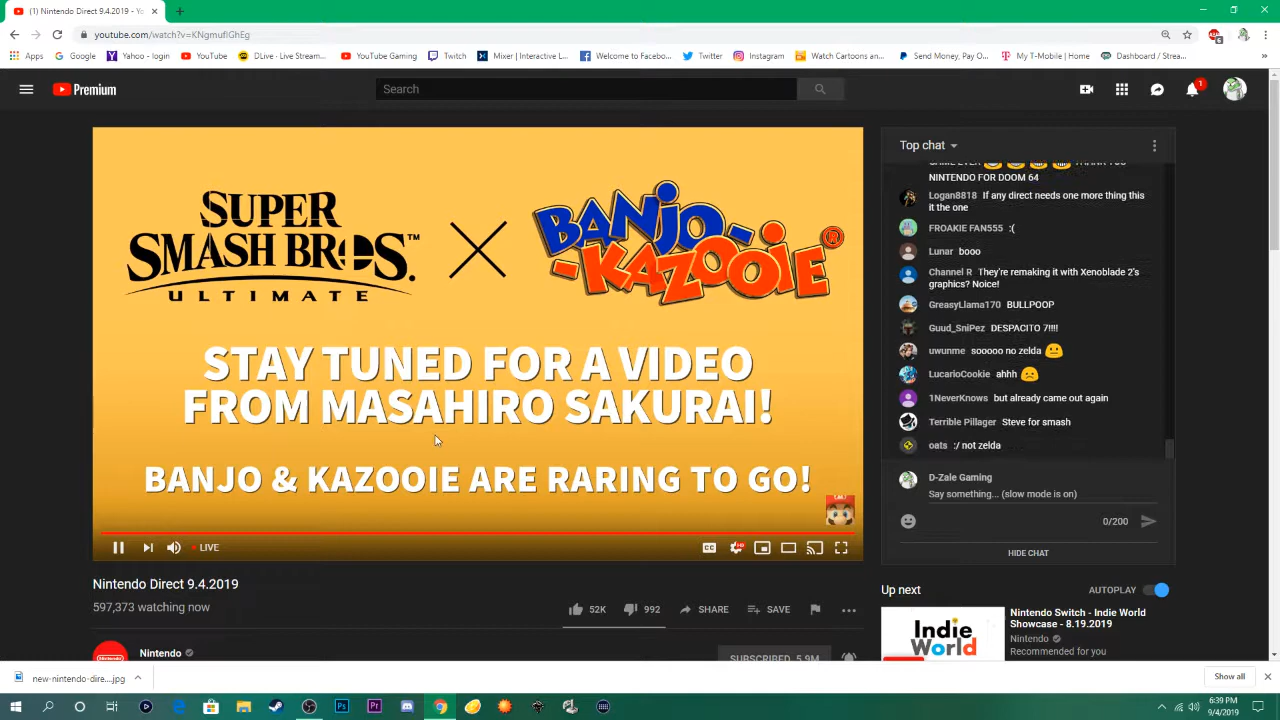 (1) Nintendo Direct 9.4.2019 - Yo
youtube.com/watch?v=KNgmufIGhEg
Apps Google Yahoo - login YouTube DLive - Live Stream... YouTube Gaming Twitch Mixer | Interactive L... Welcome to Facebo... Twitter Instagram Watch Cartoons an... Send Money, Pay O... My T-Mobile | Home Dashboard / Strea... »
Premium
Search
1
SUPER
SMASH BROS.™
ULTIMATE
X
BANJO-
-KAZOOIE®
STAY TUNED FOR A VIDEO
FROM MASAHIRO SAKURAI!
BANJO & KAZOOIE ARE RARING TO GO!
LIVE
CC
HD
Nintendo Direct 9.4.2019
597,373 watching now
52K 992 SHARE SAVE
Nintendo
SUBSCRIBED 5.9M
Top chat
NINTENDO FOR DOOM 64
Logan8818 If any direct needs one more thing this
it the one
FROAKIE FAN555 :(
Lunar booo
Channel R They're remaking it with Xenoblade 2's
graphics? Noice!
GreasyLlama170 BULLPOOP
Guud_SniPez DESPACITO 7!!!!
uwunme sooooo no zelda 😐
LucarioCookie ahhh 🙁
1NeverKnows but already came out again
Terrible Pillager Steve for smash
oats :/ not zelda
D-Zale Gaming
Say something... (slow mode is on)
0/200
HIDE CHAT
Up next
AUTOPLAY
Indie
World
Nintendo Switch - Indie World
Showcase - 8.19.2019
Nintendo
Recommended for you
new-nintendo-dire....jpg
Show all
6:39 PM
9/4/2019